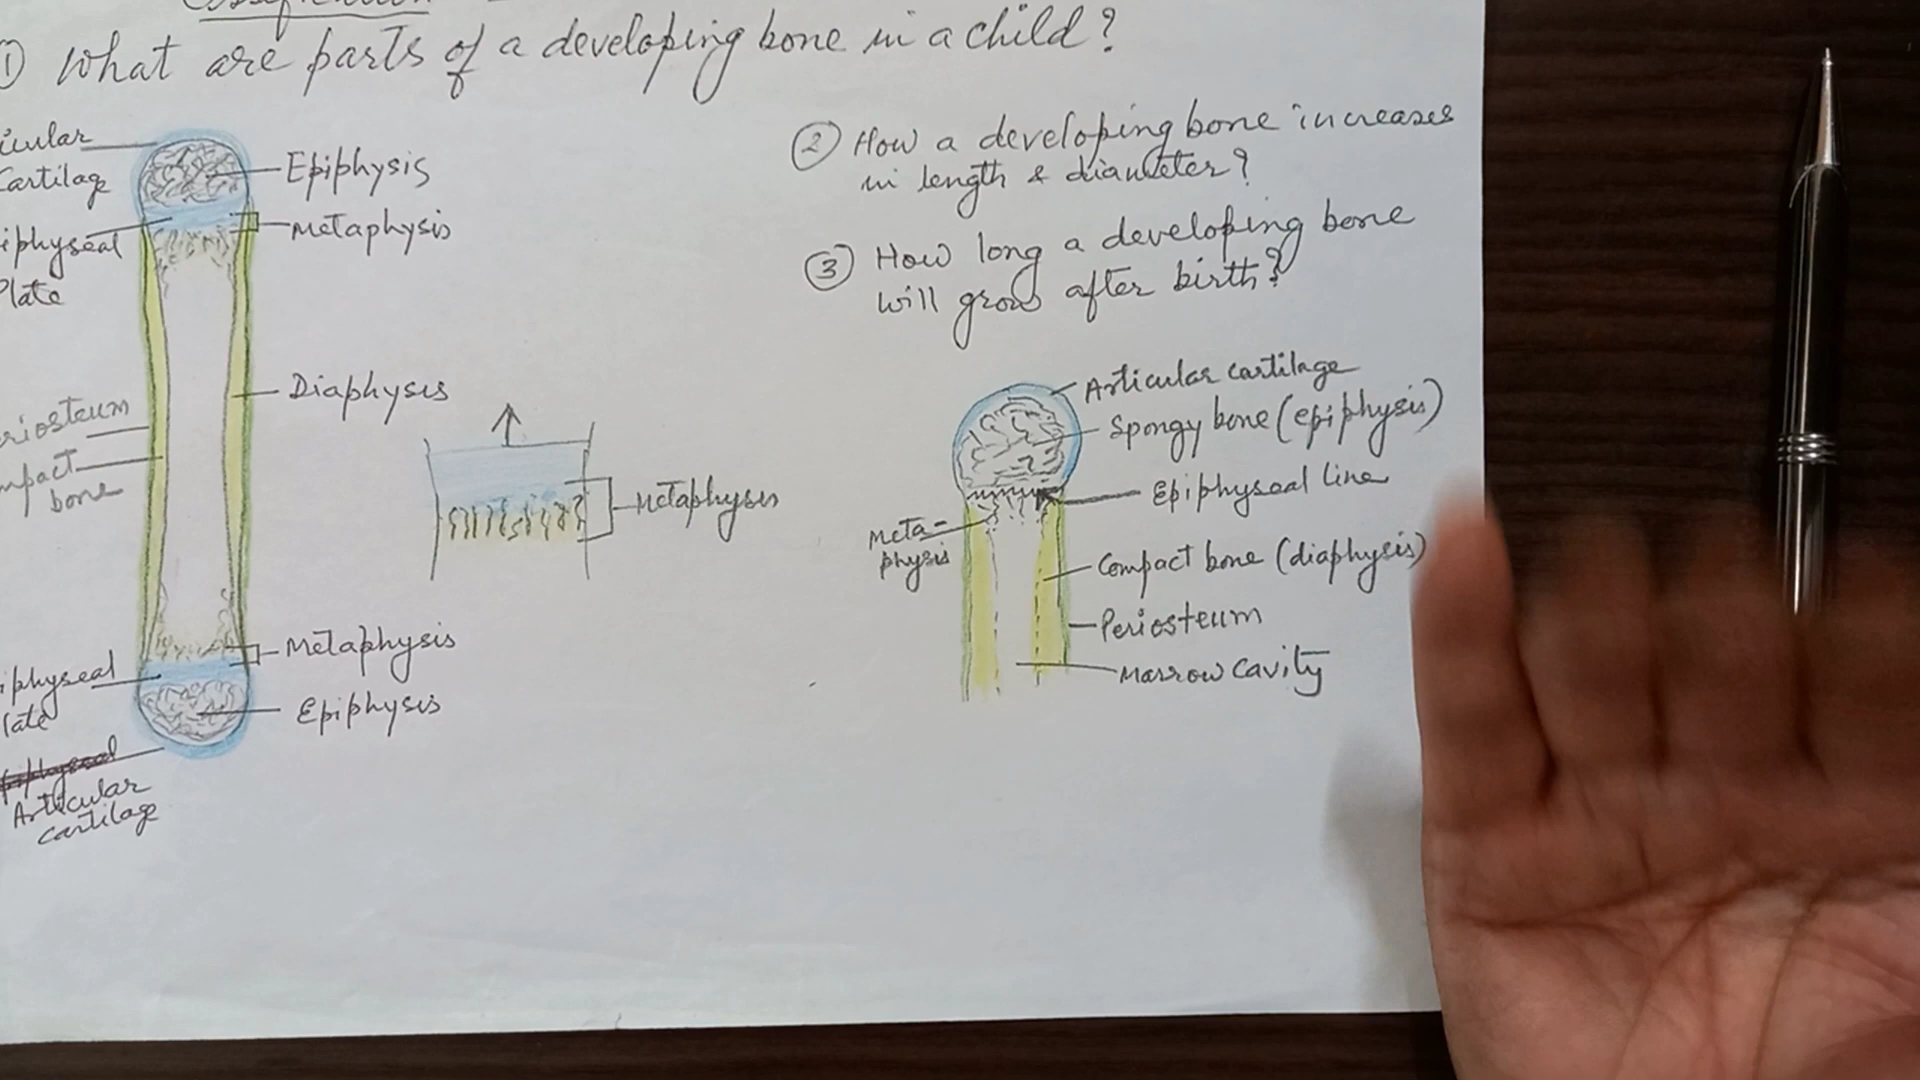 ① What are parts of a developing bone in a child?
② How a developing bone increases
in length & diameter?
③ How long a developing bone
will grow after birth?
Cartilage
Epiphysis
Metaphysis
Diaphysis
bone
Metaphysis
Metaphysis
Epiphysis
Articular
cartilage
Articular cartilage
Spongy bone (epiphysis)
Epiphyseal line
Meta-
physis
Compact bone (diaphysis)
Periosteum
Marrow cavity